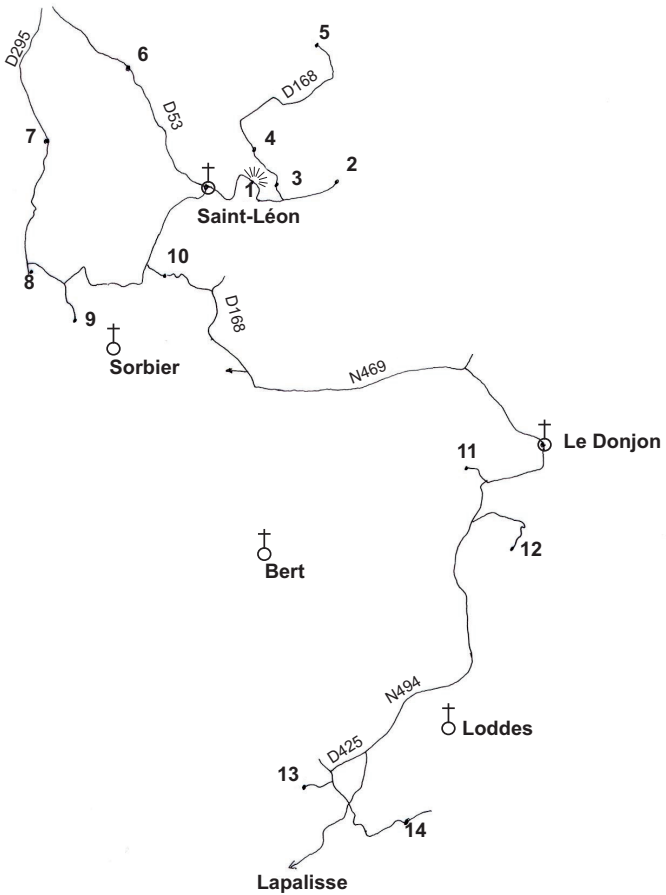 5
D295
6
D168
D53
7
4
2
3
1
Saint-Léon
10
8
9
D168
Sorbier
N469
Le Donjon
11
12
Bert
N494
Loddes
D425
13
14
Lapalisse